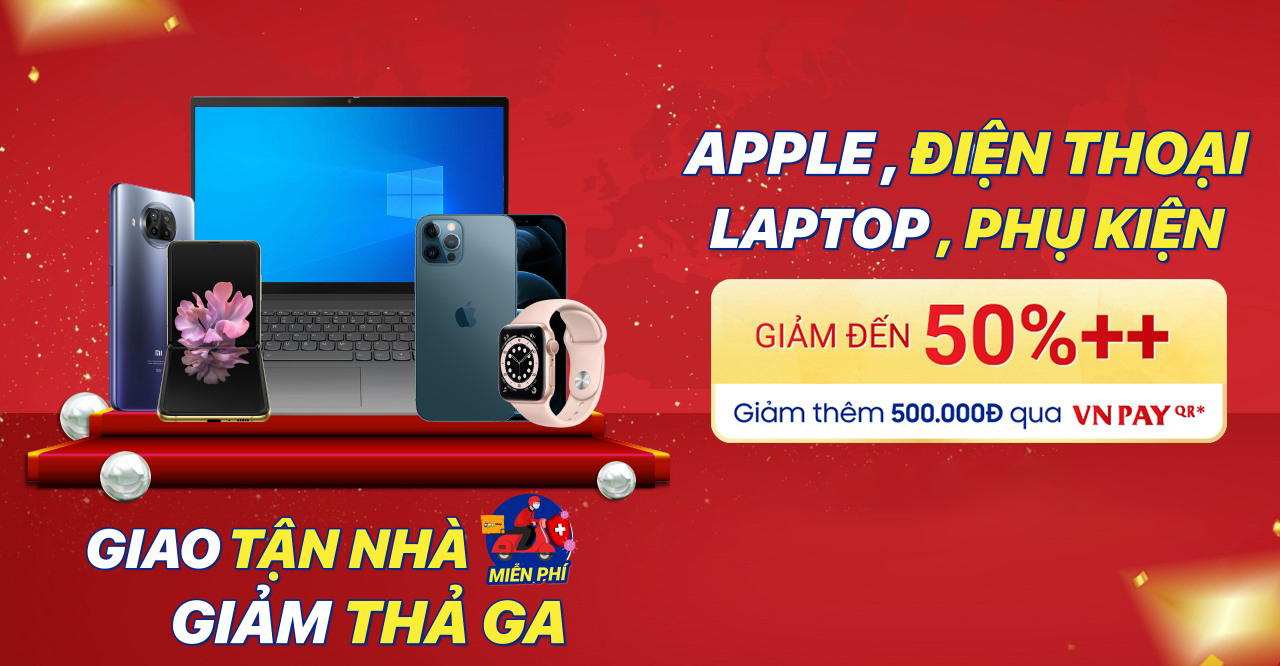 APPLE , ĐIỆN THOẠI
LAPTOP , PHỤ KIỆN
GIẢM ĐẾN 50%++
Giảm thêm 500.000Đ qua VNPAY QR*
GIAO TẬN NHÀ
MIỄN PHÍ
GIẢM THẢ GA